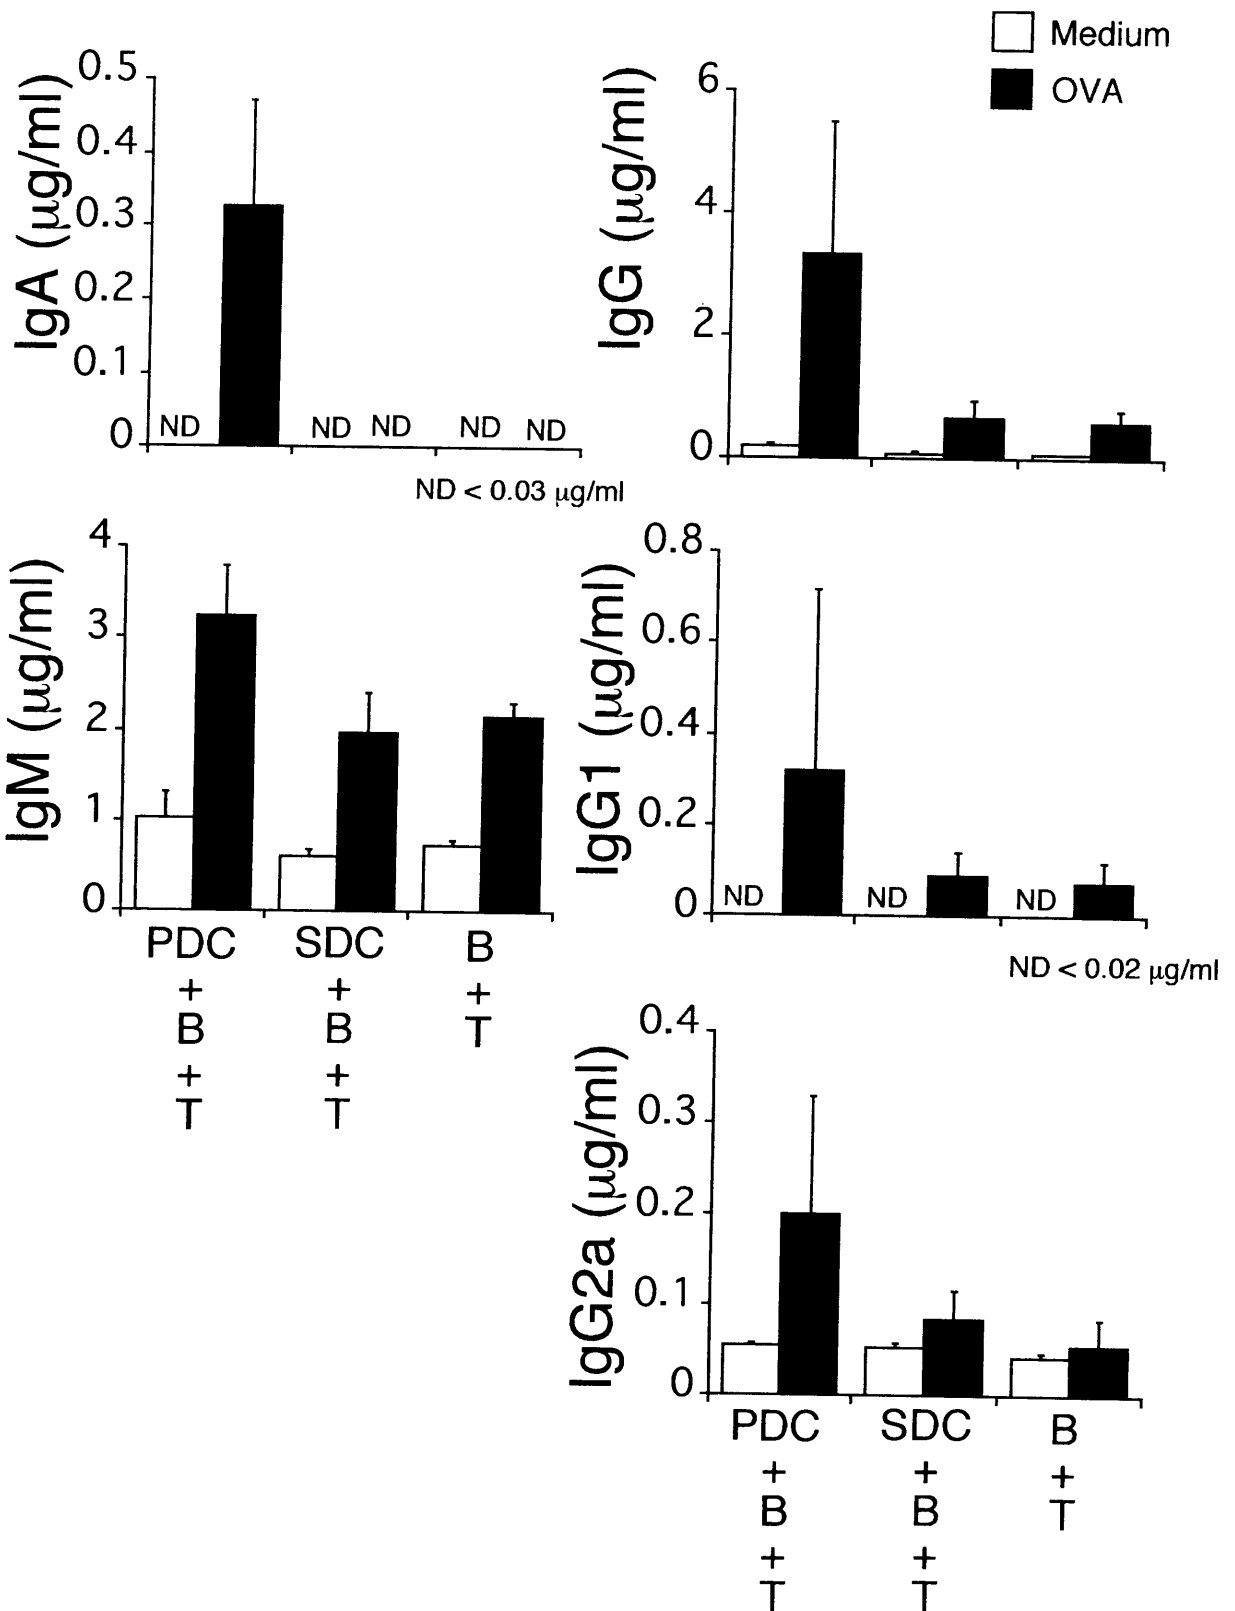 Medium
OVA
IgA (μg/ml)
0.5
0.4
0.3
0.2
0.1
0
ND
ND
ND
ND
ND
ND < 0.03 μg/ml
IgG (μg/ml)
6
4
2
0
IgM (μg/ml)
4
3
2
1
0
PDC
+
B
+
T
SDC
+
B
+
T
B
+
T
IgG1 (μg/ml)
0.8
0.6
0.4
0.2
0
ND
ND
ND
ND < 0.02 μg/ml
IgG2a (μg/ml)
0.4
0.3
0.2
0.1
0
PDC
+
B
+
T
SDC
+
B
+
T
B
+
T